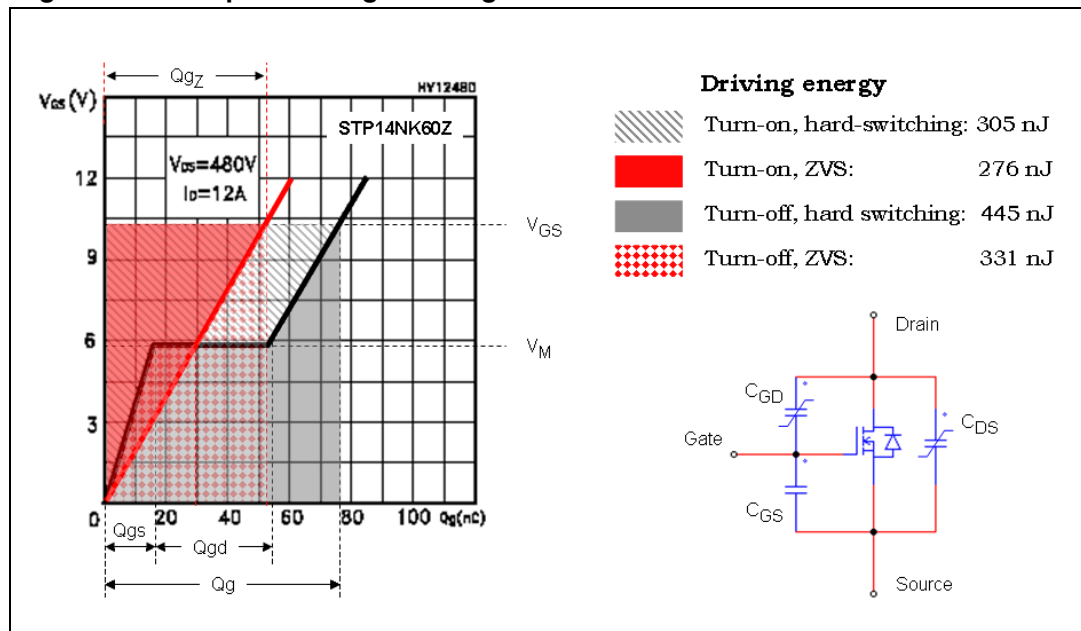 QgZ
HY12480
VGS(V)
STP14NK60Z
VDS=480V
ID=12A
12
9
6
3
0
20
40
60
80
100
Qg(nC)
VGS
VM
Qgs
Qgd
Qg
Driving energy
Turn-on, hard-switching: 305 nJ
Turn-on, ZVS: 276 nJ
Turn-off, hard switching: 445 nJ
Turn-off, ZVS: 331 nJ
Drain
CGD
CDS
Gate
CGS
Source